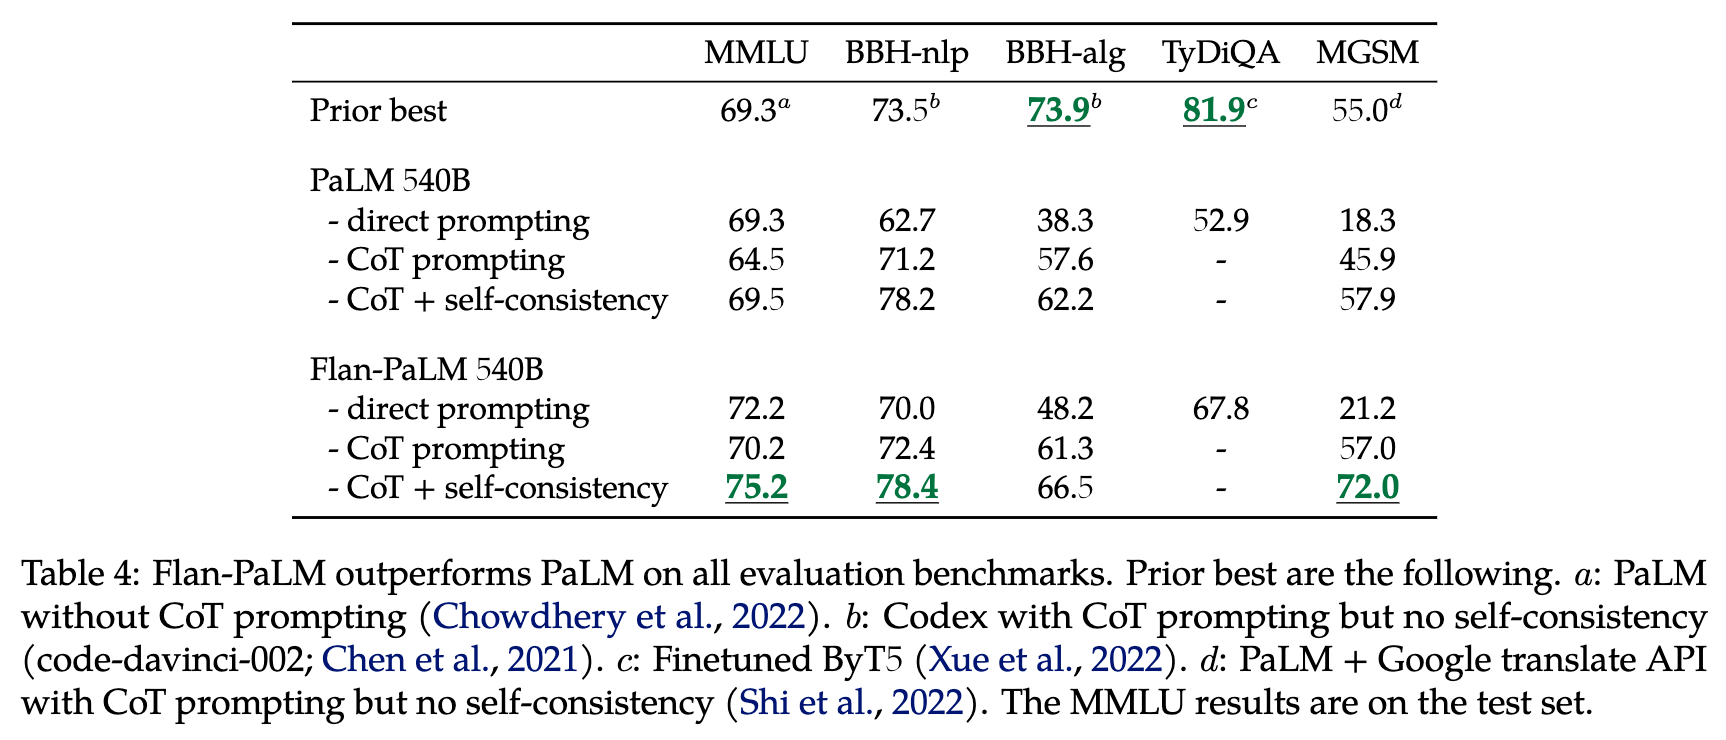 MMLU BBH-nlp BBH-alg TyDiQA MGSM
Prior best 69.3a 73.5b 73.9b 81.9c 55.0d
PaLM 540B
- direct prompting 69.3 62.7 38.3 52.9 18.3
- CoT prompting 64.5 71.2 57.6 - 45.9
- CoT + self-consistency 69.5 78.2 62.2 - 57.9
Flan-PaLM 540B
- direct prompting 72.2 70.0 48.2 67.8 21.2
- CoT prompting 70.2 72.4 61.3 - 57.0
- CoT + self-consistency 75.2 78.4 66.5 - 72.0
Table 4: Flan-PaLM outperforms PaLM on all evaluation benchmarks. Prior best are the following. a: PaLM
without CoT prompting (Chowdhery et al., 2022). b: Codex with CoT prompting but no self-consistency
(code-davinci-002; Chen et al., 2021). c: Finetuned ByT5 (Xue et al., 2022). d: PaLM + Google translate API
with CoT prompting but no self-consistency (Shi et al., 2022). The MMLU results are on the test set.